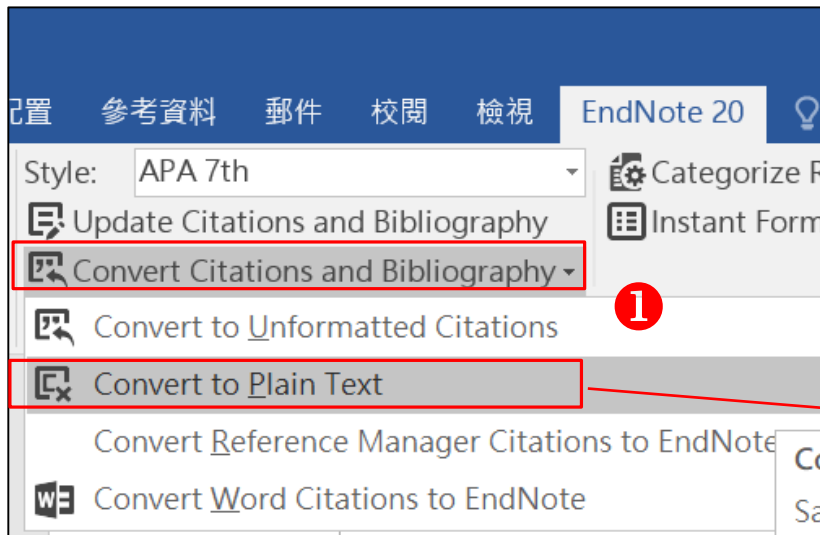 配置 參考資料 郵件 校閱 檢視 EndNote 20
Style: APA 7th Categorize R
Update Citations and Bibliography Instant Form
Convert Citations and Bibliography
1
Convert to Unformatted Citations
Convert to Plain Text
Convert Reference Manager Citations to EndNote
Co
Convert Word Citations to EndNote
Sa